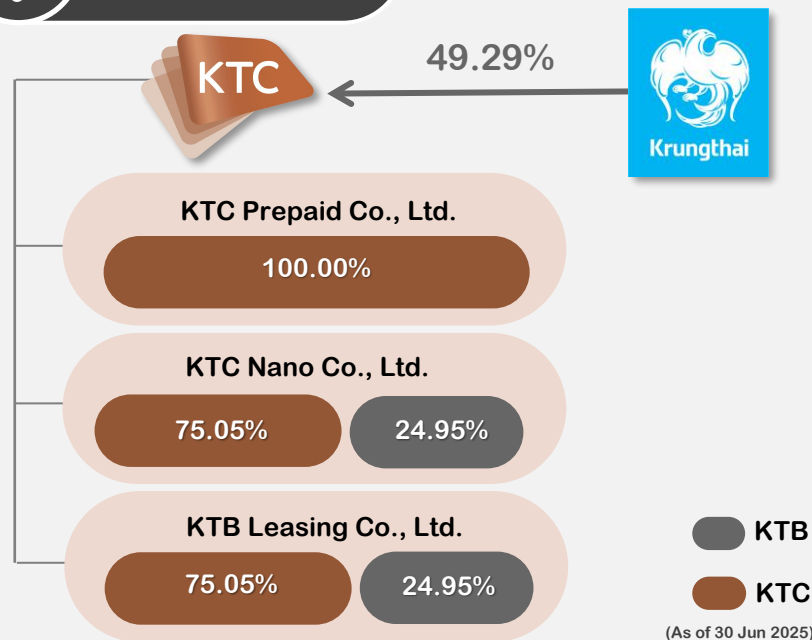 KTC
49.29%
Krungthai
KTC Prepaid Co., Ltd.
100.00%
KTC Nano Co., Ltd.
75.05% 24.95%
KTB Leasing Co., Ltd.
75.05% 24.95%
KTB
KTC
(As of 30 Jun 2025)